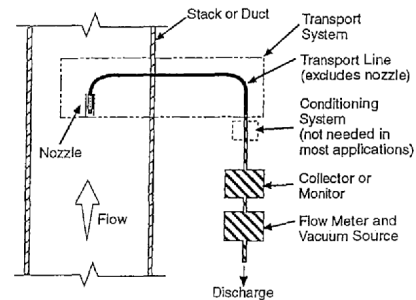 Stack or Duct
Transport
System
Transport Line
(excludes nozzle)
Conditioning
System
(not needed in
most applications)
Nozzle
Collector or
Monitor
Flow
Flow Meter and
Vacuum Source
Discharge